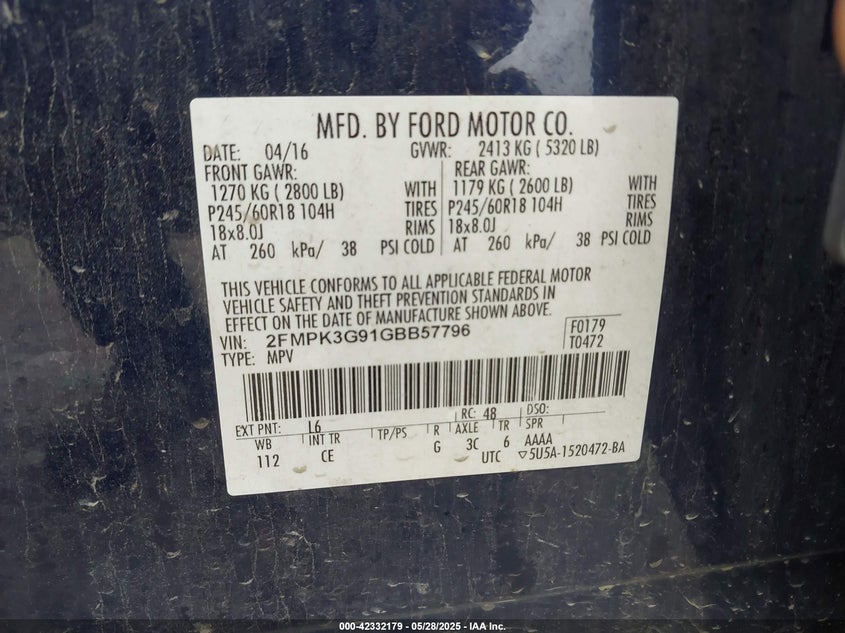 MFD. BY FORD MOTOR CO.
DATE: 04/16 GVWR: 2413 KG ( 5320 LB)
FRONT GAWR: REAR GAWR:
1270 KG ( 2800 LB) WITH 1179 KG ( 2600 LB) WITH
P245/60R18 104H TIRES P245/60R18 104H TIRES
18x8.0J RIMS 18x8.0J RIMS
AT 260 kPa/ 38 PSI COLD AT 260 kPa/ 38 PSI COLD
THIS VEHICLE CONFORMS TO ALL APPLICABLE FEDERAL MOTOR
VEHICLE SAFETY AND THEFT PREVENTION STANDARDS IN
EFFECT ON THE DATE OF MANUFACTURE SHOWN ABOVE.
VIN: 2FMPK3G91GBB57796 F0179
TYPE: MPV T0472
EXT PNT: L6 RC: 48 DSO:
WB INT TR TP/PS R AXLE TR SPR
112 CE G 3C 6 AAAA
UTC ▽5U5A-1520472-BA
000-42332179 - 05/28/2025 - IAA Inc.